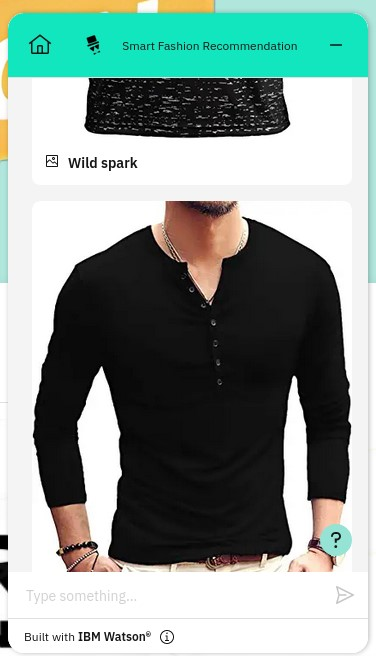 Smart Fashion Recommendation
Wild spark
?
Type something...
Built with IBM Watson®